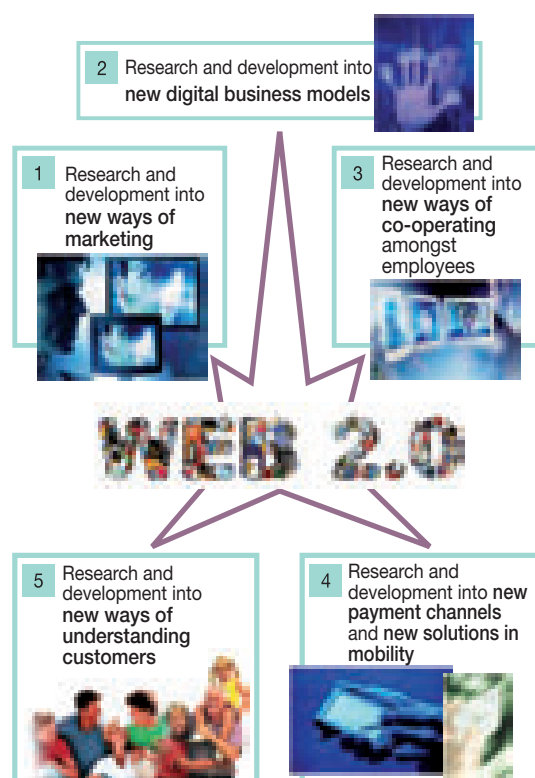 2
Research and development into
new digital business models
1
Research and
development into
new ways of
marketing
3
Research and
development into
new ways of
co-operating
amongst
employees
WEB 2.0
5
Research and
development into
new ways of
understanding
customers
4
Research and
development into new
payment channels
and new solutions in
mobility